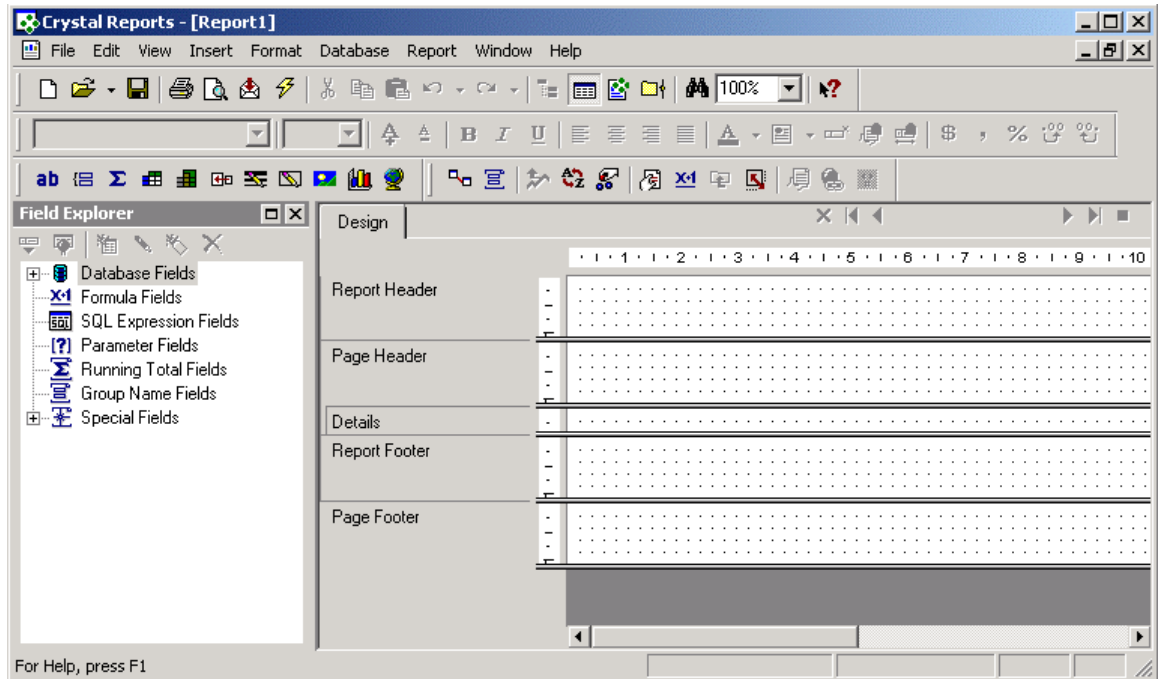 Crystal Reports - [Report1]
File Edit View Insert Format Database Report Window Help
100%
B I U A $ , %
ab Σ
Field Explorer
Design
Database Fields
Formula Fields
SQL Expression Fields
Parameter Fields
Running Total Fields
Group Name Fields
Special Fields
1 2 3 4 5 6 7 8 9 10
Report Header
Page Header
Details
Report Footer
Page Footer
For Help, press F1